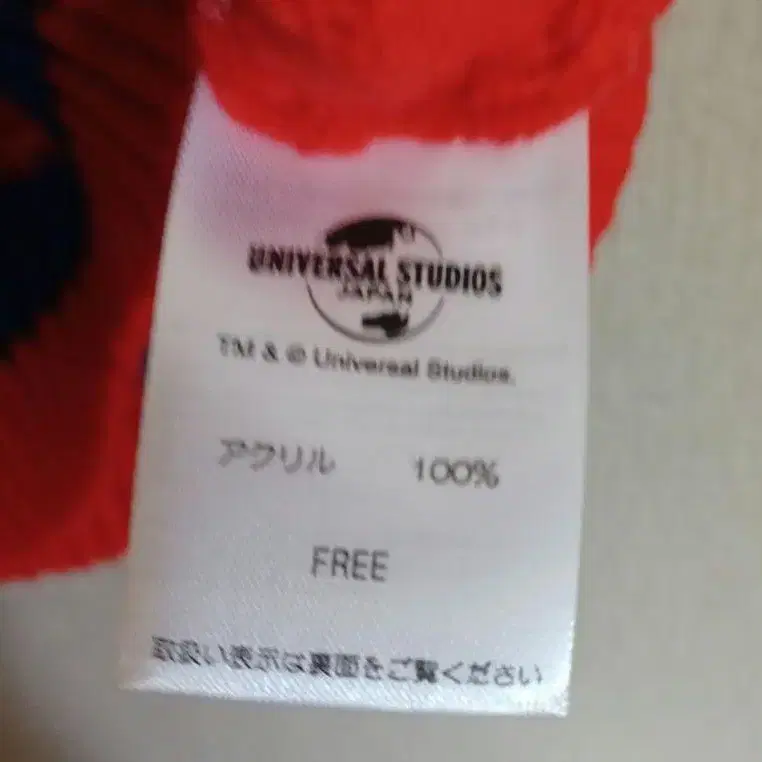 UNIVERSAL STUDIOS
JAPAN
TM & © Universal Studios.
アクリル 100%
FREE
取扱い表示は裏面をご覧ください